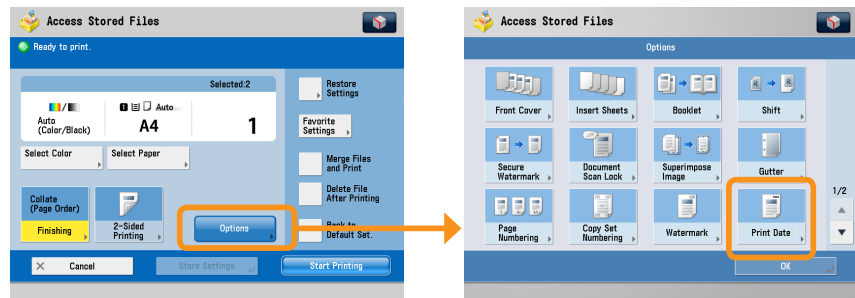 Access Stored Files
Ready to print.
Selected:2
Auto
(Color/Black)
Auto
A4
1
Select Color
Select Paper
Collate
(Page Order)
Finishing
2-Sided
Printing
Options
Restore
Settings
Favorite
Settings
Merge Files
and Print
Delete File
After Printing
Back to
Default Set.
Cancel
Store Settings
Start Printing
Access Stored Files
Options
Front Cover
Insert Sheets
Booklet
Shift
Secure
Watermark
Document
Scan Lock
Superimpose
Image
Gutter
Page
Numbering
Copy Set
Numbering
Watermark
Print Date
1/2
OK